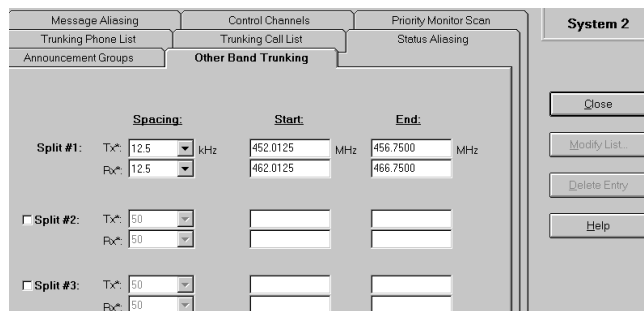 Message Aliasing Control Channels Priority Monitor Scan
Trunking Phone List Trunking Call List Status Aliasing
Announcement Groups Other Band Trunking
System 2
Close
Modify List...
Delete Entry
Help
Spacing: Start: End:
Split #1: Tx*: 12.5 kHz 452.0125 MHz 456.7500 MHz
Rx*: 12.5 462.0125 466.7500
Split #2: Tx*: 50
Rx*: 50
Split #3: Tx*: 50
Rx*: 50